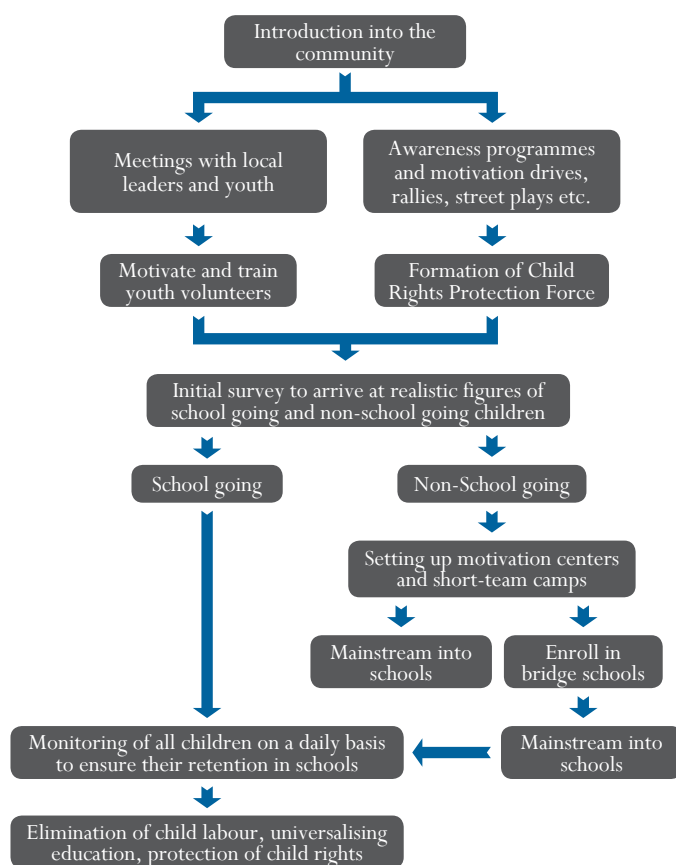 Introduction into the
community
Meetings with local
leaders and youth
Awareness programmes
and motivation drives,
rallies, street plays etc.
Motivate and train
youth volunteers
Formation of Child
Rights Protection Force
Initial survey to arrive at realistic figures of
school going and non-school going children
School going
Non-School going
Setting up motivation centers
and short-team camps
Mainstream into
schools
Enroll in
bridge schools
Monitoring of all children on a daily basis
to ensure their retention in schools
Mainstream into
schools
Elimination of child labour, universalising
education, protection of child rights